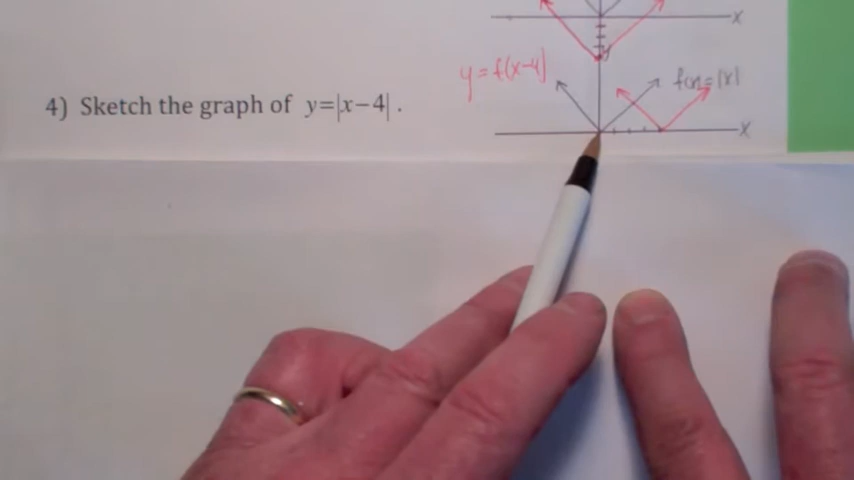 x
y
y = f(x-4)
f(x) = |x|
4) Sketch the graph of y=|x−4| .
x